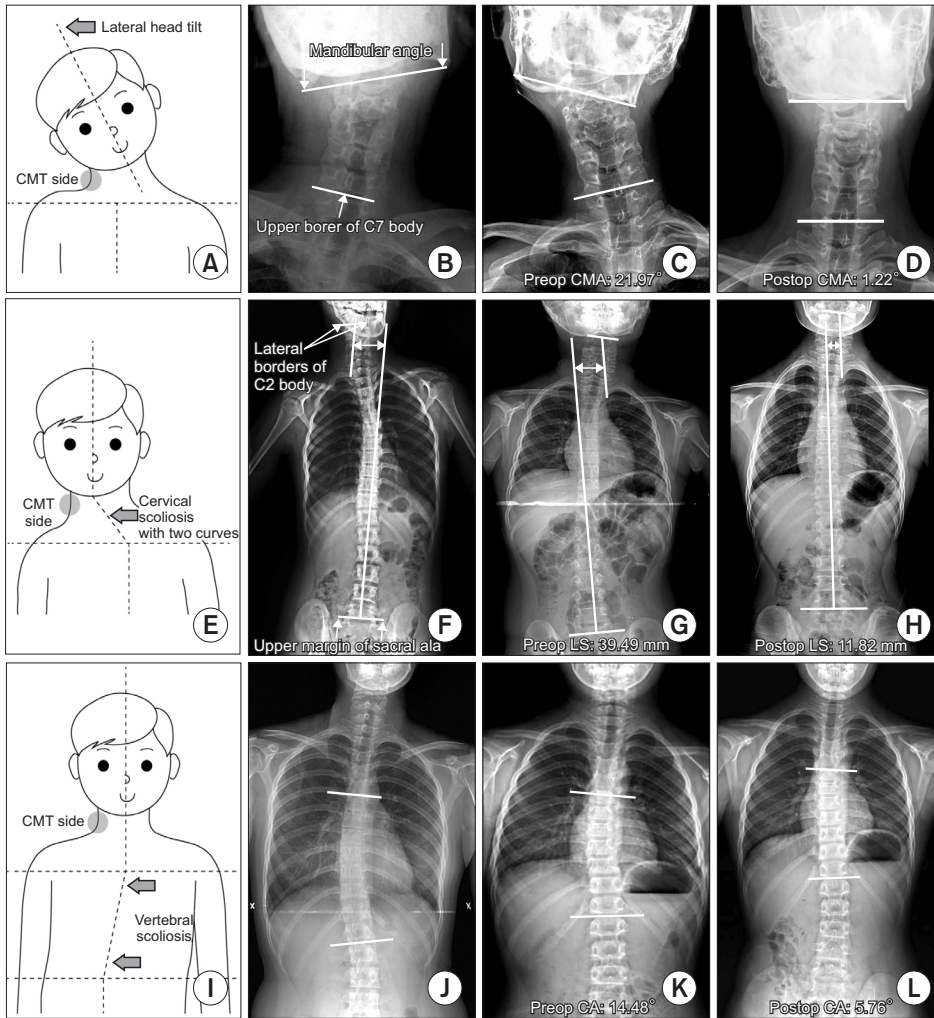 Lateral head tilt
CMT side
A
Mandibular angle
Upper borer of C7 body
B
Preop CMA: 21.97°
C
Postop CMA: 1.22°
D
CMT
side
Cervical
scoliosis
with two curves
E
Lateral
borders of
C2 body
Upper margin of sacral ala
F
Preop LS: 39.49 mm
G
Postop LS: 11.82 mm
H
CMT side
Vertebral
scoliosis
I
x
x
J
Preop CA: 14.48°
K
Postop CA: 5.76°
L